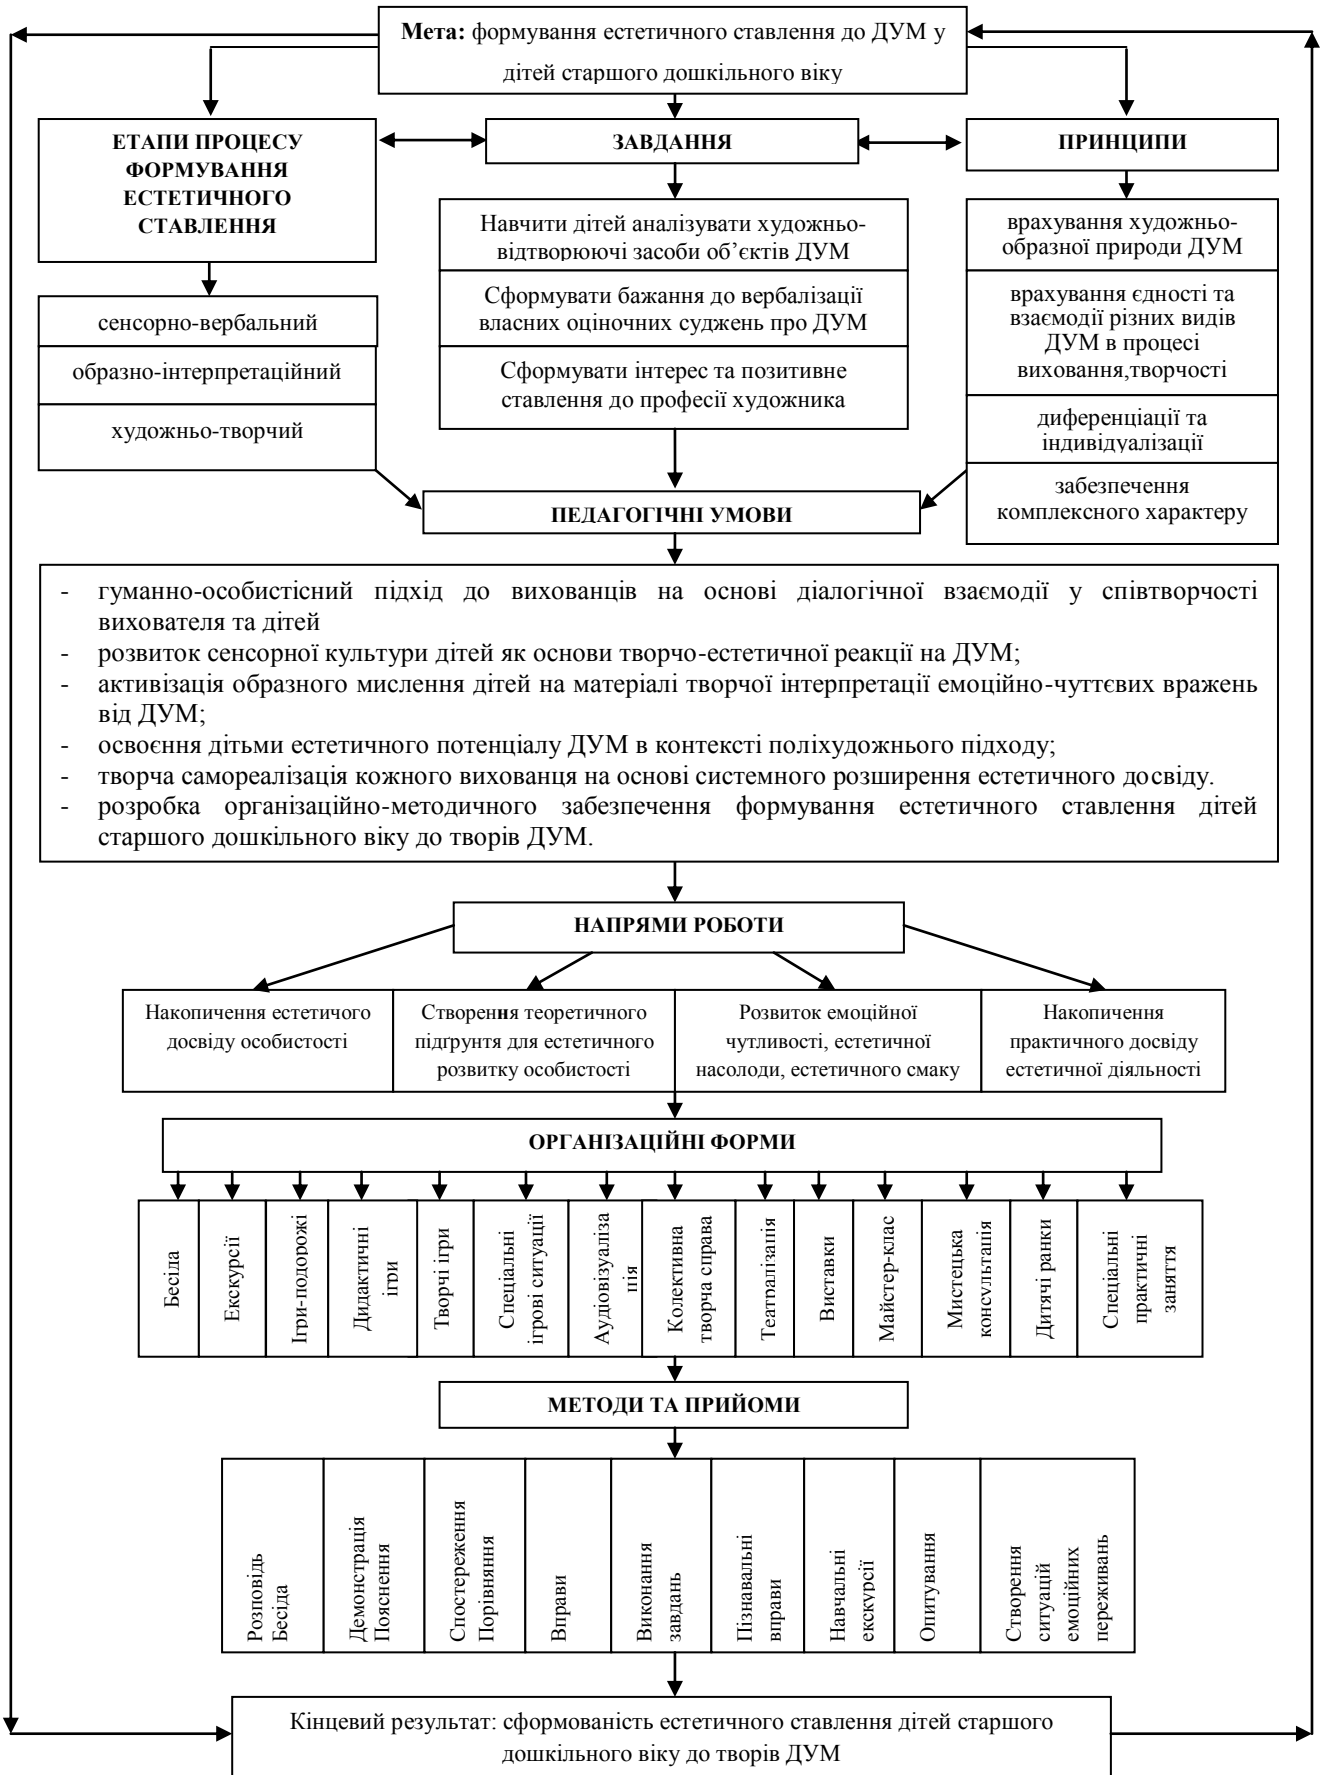 Мета: формування естетичного ставлення до ДУМ у
дітей старшого дошкільного віку
ЕТАПИ ПРОЦЕСУ
ФОРМУВАННЯ
ЕСТЕТИЧНОГО
СТАВЛЕННЯ
ЗАВДАННЯ
ПРИНЦИПИ
сенсорно-вербальний
образно-інтерпретаційний
художньо-творчий
Навчити дітей аналізувати художньо-
відтворюючі засоби об’єктів ДУМ
Сформувати бажання до вербалізації
власних оціночних суджень про ДУМ
Сформувати інтерес та позитивне
ставлення до професії художника
врахування художньо-
образної природи ДУМ
врахування єдності та
взаємодії різних видів
ДУМ в процесі
виховання,творчості
диференціації та
індивідуалізації
забезпечення
комплексного характеру
ПЕДАГОГІЧНІ УМОВИ
- гуманно-особистісний підхід до вихованців на основі діалогічної взаємодії у співтворчості
вихователя та дітей
- розвиток сенсорної культури дітей як основи творчо-естетичної реакції на ДУМ;
- активізація образного мислення дітей на матеріалі творчої інтерпретації емоційно-чуттєвих вражень
від ДУМ;
- освоєння дітьми естетичного потенціалу ДУМ в контексті поліхудожнього підходу;
- творча самореалізація кожного вихованця на основі системного розширення естетичного досвіду.
- розробка організаційно-методичного забезпечення формування естетичного ставлення дітей
старшого дошкільного віку до творів ДУМ.
НАПРЯМИ РОБОТИ
Накопичення естетичого
досвіду особистості
Створення теоретичного
підґрунтя для естетичного
розвитку особистості
Розвиток емоційної
чутливості, естетичної
насолоди, естетичного смаку
Накопичення
практичного досвіду
естетичної діяльності
ОРГАНІЗАЦІЙНІ ФОРМИ
Бесіда
Екскурсії
Ігри-подорожі
Дидактичні
ігри
Творчі ігри
Спеціальні
ігрові ситуації
Аудіовізуаліза
ція
Колективна
творча справа
Театралізація
Виставки
Майстер-клас
Мистецька
консультація
Дитячі ранки
Спеціальні
практичні
заняття
МЕТОДИ ТА ПРИЙОМИ
Розповідь
Бесіда
Демонстрація
Пояснення
Спостереження
Порівняння
Вправи
Виконання
завдань
Пізнавальні
вправи
Навчальні
екскурсії
Опитування
Створення
ситуацій
емоційних
переживань
Кінцевий результат: сформованість естетичного ставлення дітей старшого
дошкільного віку до творів ДУМ